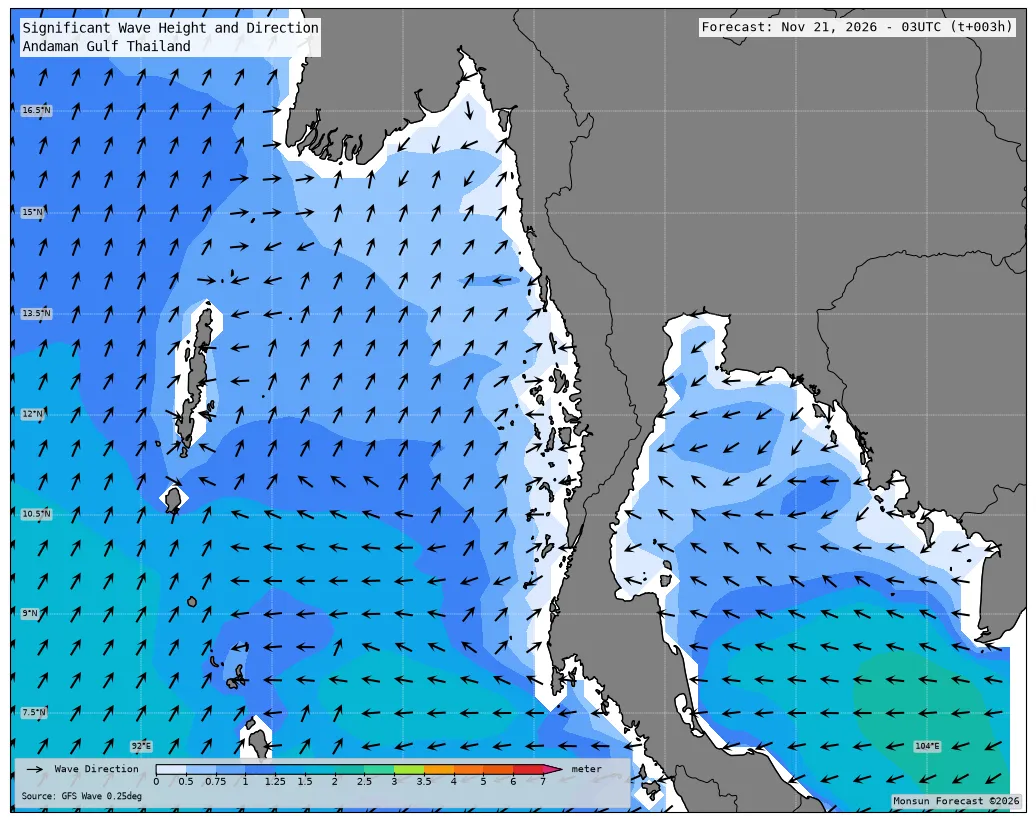 Significant Wave Height and Direction
Andaman Gulf Thailand
Forecast: Nov 21, 2026 - 03UTC (t+003h)
16.5°N
15°N
13.5°N
12°N
10.5°N
9°N
7.5°N
92°E
104°E
Wave Direction
0 0.5 0.75 1 1.25 1.5 2 2.5 3 3.5 4 5 6 7
meter
Source: GFS Wave 0.25deg
Monsun Forecast ©2026